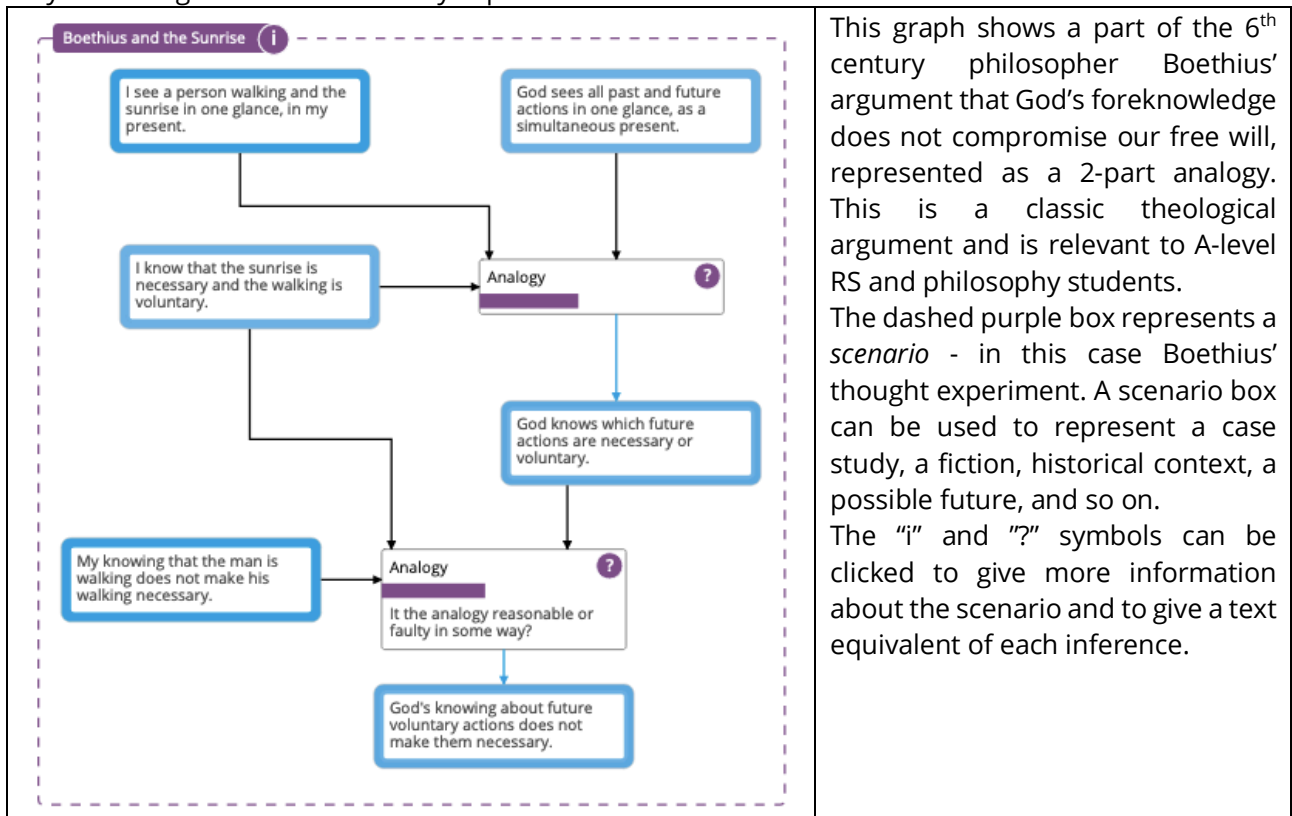 Boethius and the Sunrise i
I see a person walking and the
sunrise in one glance, in my
present.
God sees all past and future
actions in one glance, as a
simultaneous present.
I know that the sunrise is
necessary and the walking is
voluntary.
Analogy ?
God knows which future
actions are necessary or
voluntary.
My knowing that the man is
walking does not make his
walking necessary.
Analogy ?
It the analogy reasonable or
faulty in some way?
God's knowing about future
voluntary actions does not
make them necessary.
This graph shows a part of the 6th
century philosopher Boethius’
argument that God’s foreknowledge
does not compromise our free will,
represented as a 2-part analogy.
This is a classic theological
argument and is relevant to A-level
RS and philosophy students.
The dashed purple box represents a
scenario - in this case Boethius’
thought experiment. A scenario box
can be used to represent a case
study, a fiction, historical context, a
possible future, and so on.
The “i” and ”?” symbols can be
clicked to give more information
about the scenario and to give a text
equivalent of each inference.